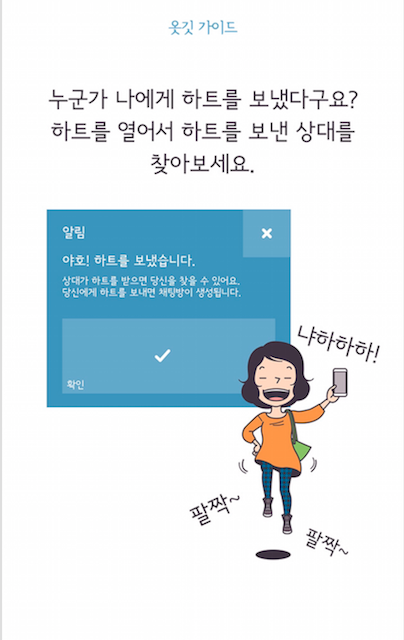 옷깃 가이드
누군가 나에게 하트를 보냈다구요?
하트를 열어서 하트를 보낸 상대를
찾아보세요.
알림
야호! 하트를 보냈습니다.
상대가 하트를 받으면 당신을 찾을 수 있어요.
당신에게 하트를 보내면 채팅방이 생성됩니다.
확인
냐하하하!
팔짝~
팔짝~